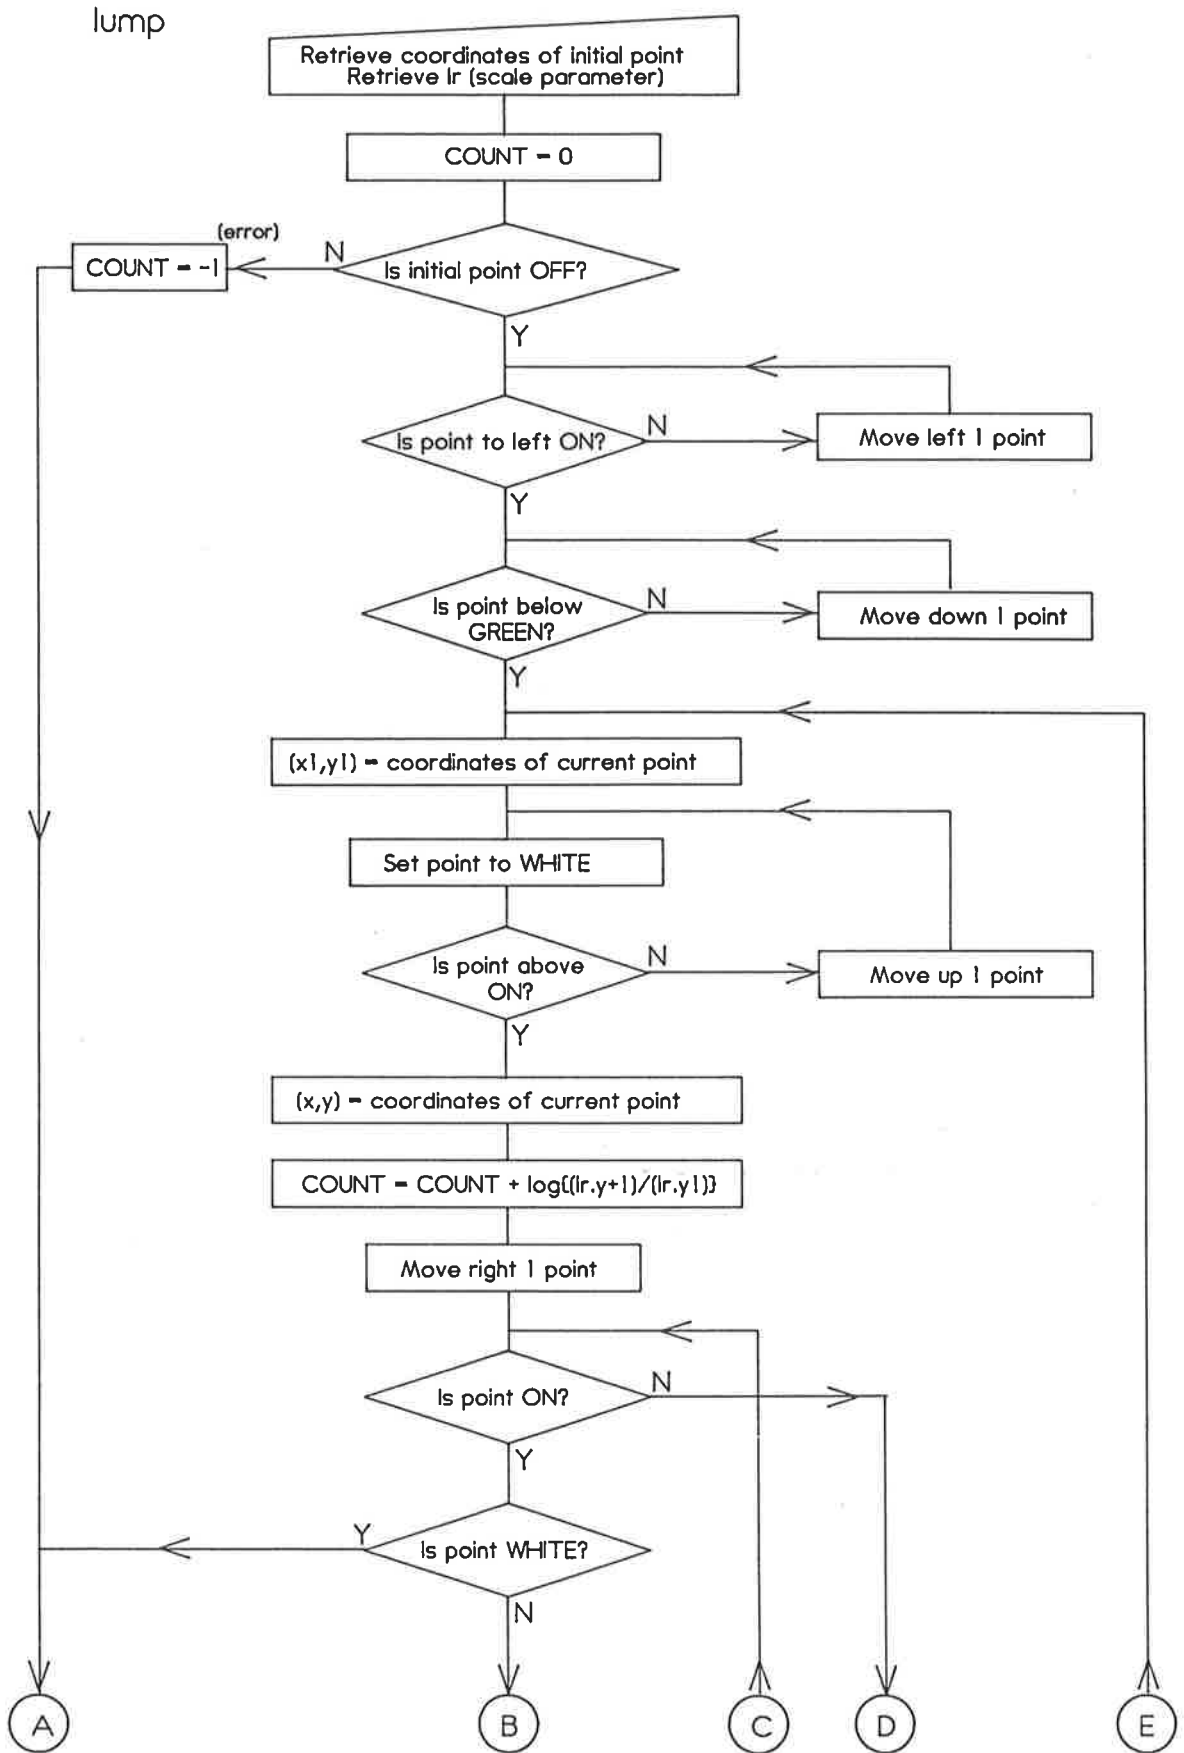 lump
Retrieve coordinates of initial point
Retrieve lr (scale parameter)
COUNT = 0
(error)
N
COUNT = -1
Is initial point OFF?
Y
Is point to left ON?
N
Move left 1 point
Y
Is point below
GREEN?
N
Move down 1 point
Y
(x1,y1) = coordinates of current point
Set point to WHITE
Is point above
ON?
N
Move up 1 point
Y
(x,y) = coordinates of current point
COUNT = COUNT + log{(lr.y+1)/(lr.y1)}
Move right 1 point
Is point ON?
N
Y
Y
Is point WHITE?
N
A
B
C
D
E